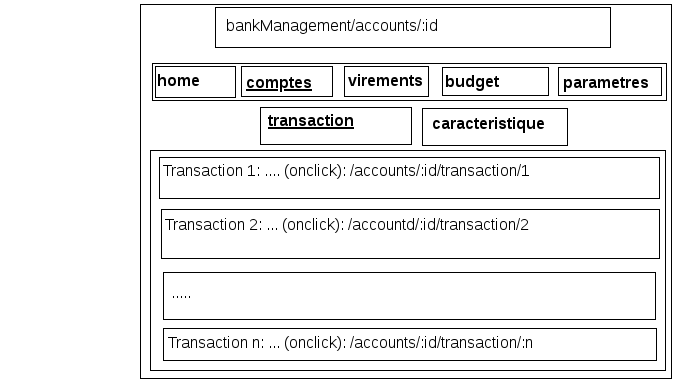 bankManagement/accounts/:id
home comptes virements budget parametres
transaction caracteristique
Transaction 1: .... (onclick): /accounts/:id/transaction/1
Transaction 2: ... (onclick): /accountd/:id/transaction/2
.....
Transaction n: ... (onclick): /accounts/:id/transaction/:n